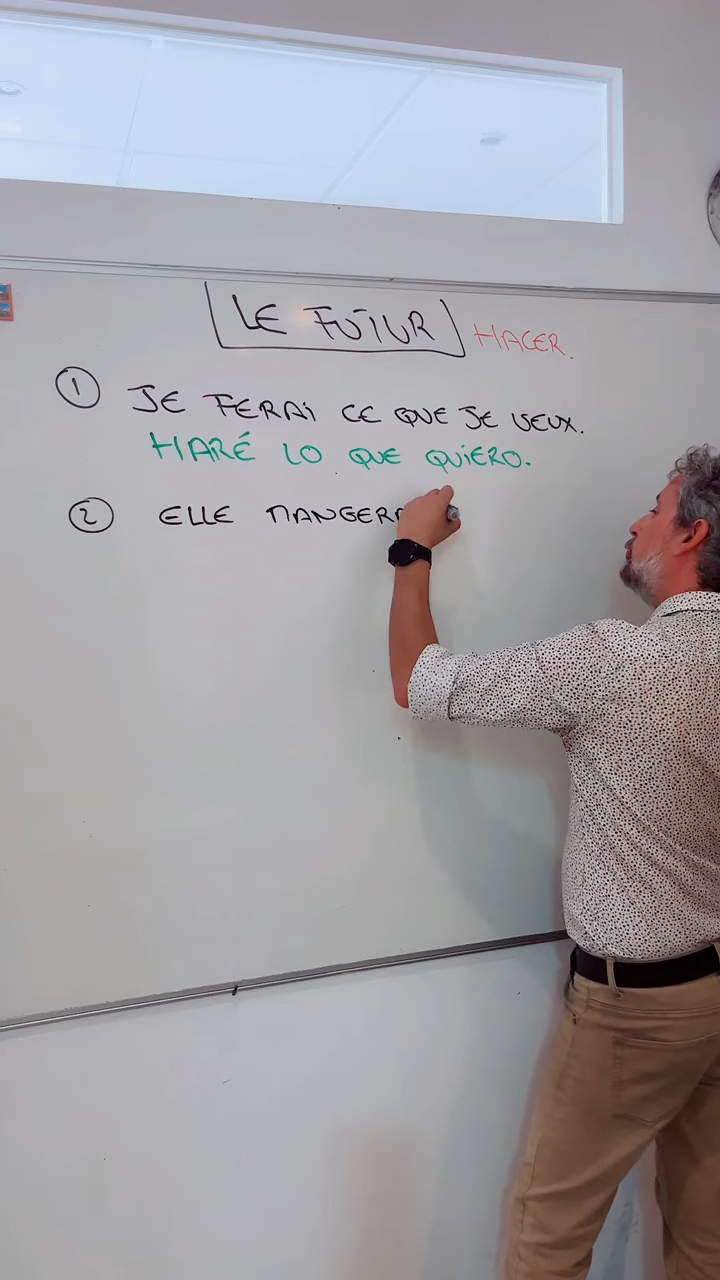 LE FUTUR HACER.
1 JE FERAI CE QUE JE VEUX.
HARÉ LO QUE QUIERO.
2 ELLE MANGERA